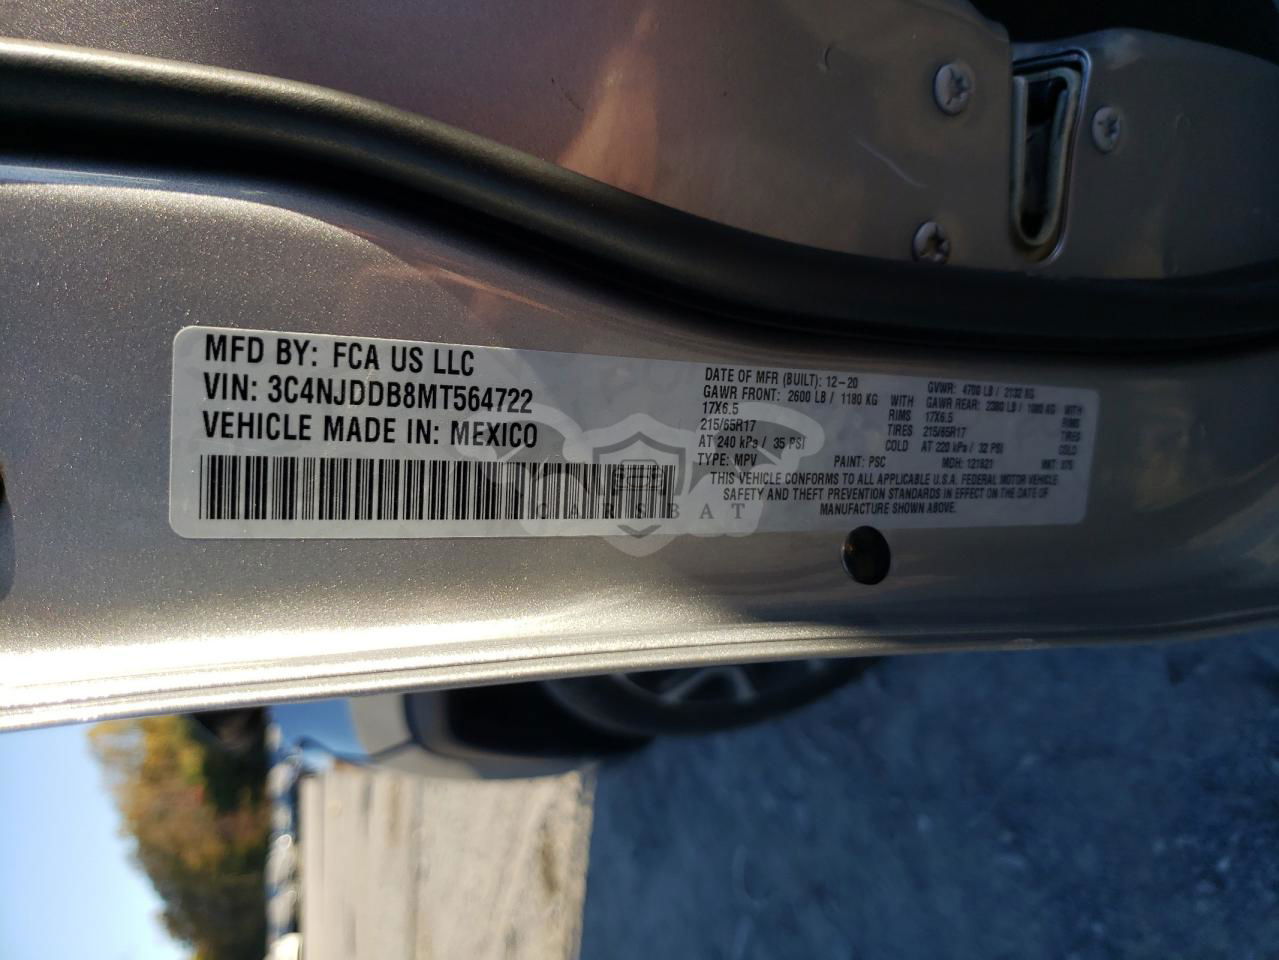 MFD BY: FCA US LLC
VIN: 3C4NJDDB8MT564722
VEHICLE MADE IN: MEXICO
DATE OF MFR (BUILT): 12-20 GVWR: 4700 LB / 2132 KG
GAWR FRONT: 2600 LB / 1180 KG WITH GAWR REAR: 2380 LB / 1080 KG WITH
17X6.5 RIMS 17X6.5 RIMS
215/65R17 TIRES 215/65R17 TIRES
AT 240 kPa / 35 PSI COLD AT 220 kPa / 32 PSI COLD
TYPE: MPV PAINT: PSC MDH: 121621 MKT:
THIS VEHICLE CONFORMS TO ALL APPLICABLE U.S.A. FEDERAL MOTOR VEHICLE
SAFETY AND THEFT PREVENTION STANDARDS IN EFFECT ON THE DATE OF
MANUFACTURE SHOWN ABOVE.
CARSBAT